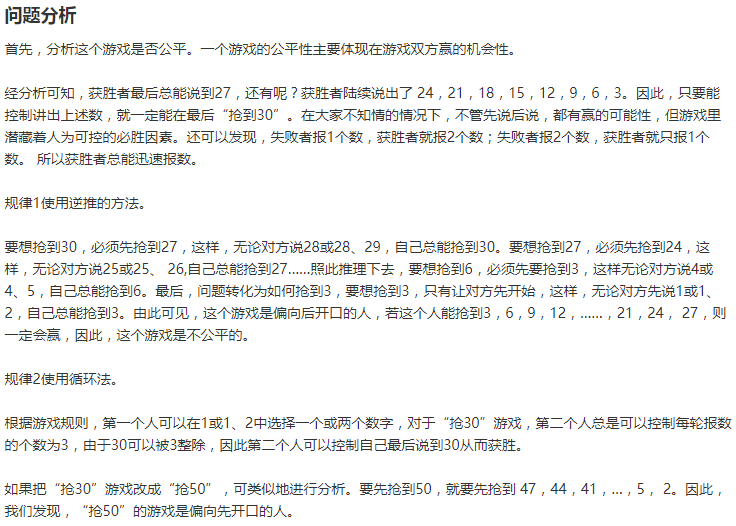 问题分析
首先，分析这个游戏是否公平。一个游戏的公平性主要体现在游戏双方赢的机会性。
经分析可知，获胜者最后总能说到27，还有呢？获胜者陆续说出了 24，21，18，15，12，9，6，3。因此，只要能
控制讲出上述数，就一定能在最后“抢到30”。在大家不知情的情况下，不管先说后说，都有赢的可能性，但游戏里
潜藏着人为可控的必胜因素。还可以发现，失败者报1个数，获胜者就报2个数；失败者报2个数，获胜者就只报1个
数。 所以获胜者总能迅速报数。
规律1使用逆推的方法。
要想抢到30，必须先抢到27，这样，无论对方说28或28、29，自己总能抢到30。要想抢到27，必须先抢到24，这
样，无论对方说25或25、 26,自己总能抢到27……照此推理下去，要想抢到6，必须先要抢到3，这样无论对方说4或
4、5，自己总能抢到6。最后，问题转化为如何抢到3，要想抢到3，只有让对方先开始，这样，无论对方先说1或1、
2，自己总能抢到3。由此可见，这个游戏是偏向后开口的人，若这个人能抢到3，6，9，12，……，21，24， 27，则
一定会赢，因此，这个游戏是不公平的。
规律2使用循环法。
根据游戏规则，第一个人可以在1或1、2中选择一个或两个数字，对于“抢30”游戏，第二个人总是可以控制每轮报数
的个数为3，由于30可以被3整除，因此第二个人可以控制自己最后说到30从而获胜。
如果把“抢30”游戏改成“抢50”，可类似地进行分析。要先抢到50，就要先抢到 47，44，41，…，5， 2。因此，
我们发现，“抢50”的游戏是偏向先开口的人。